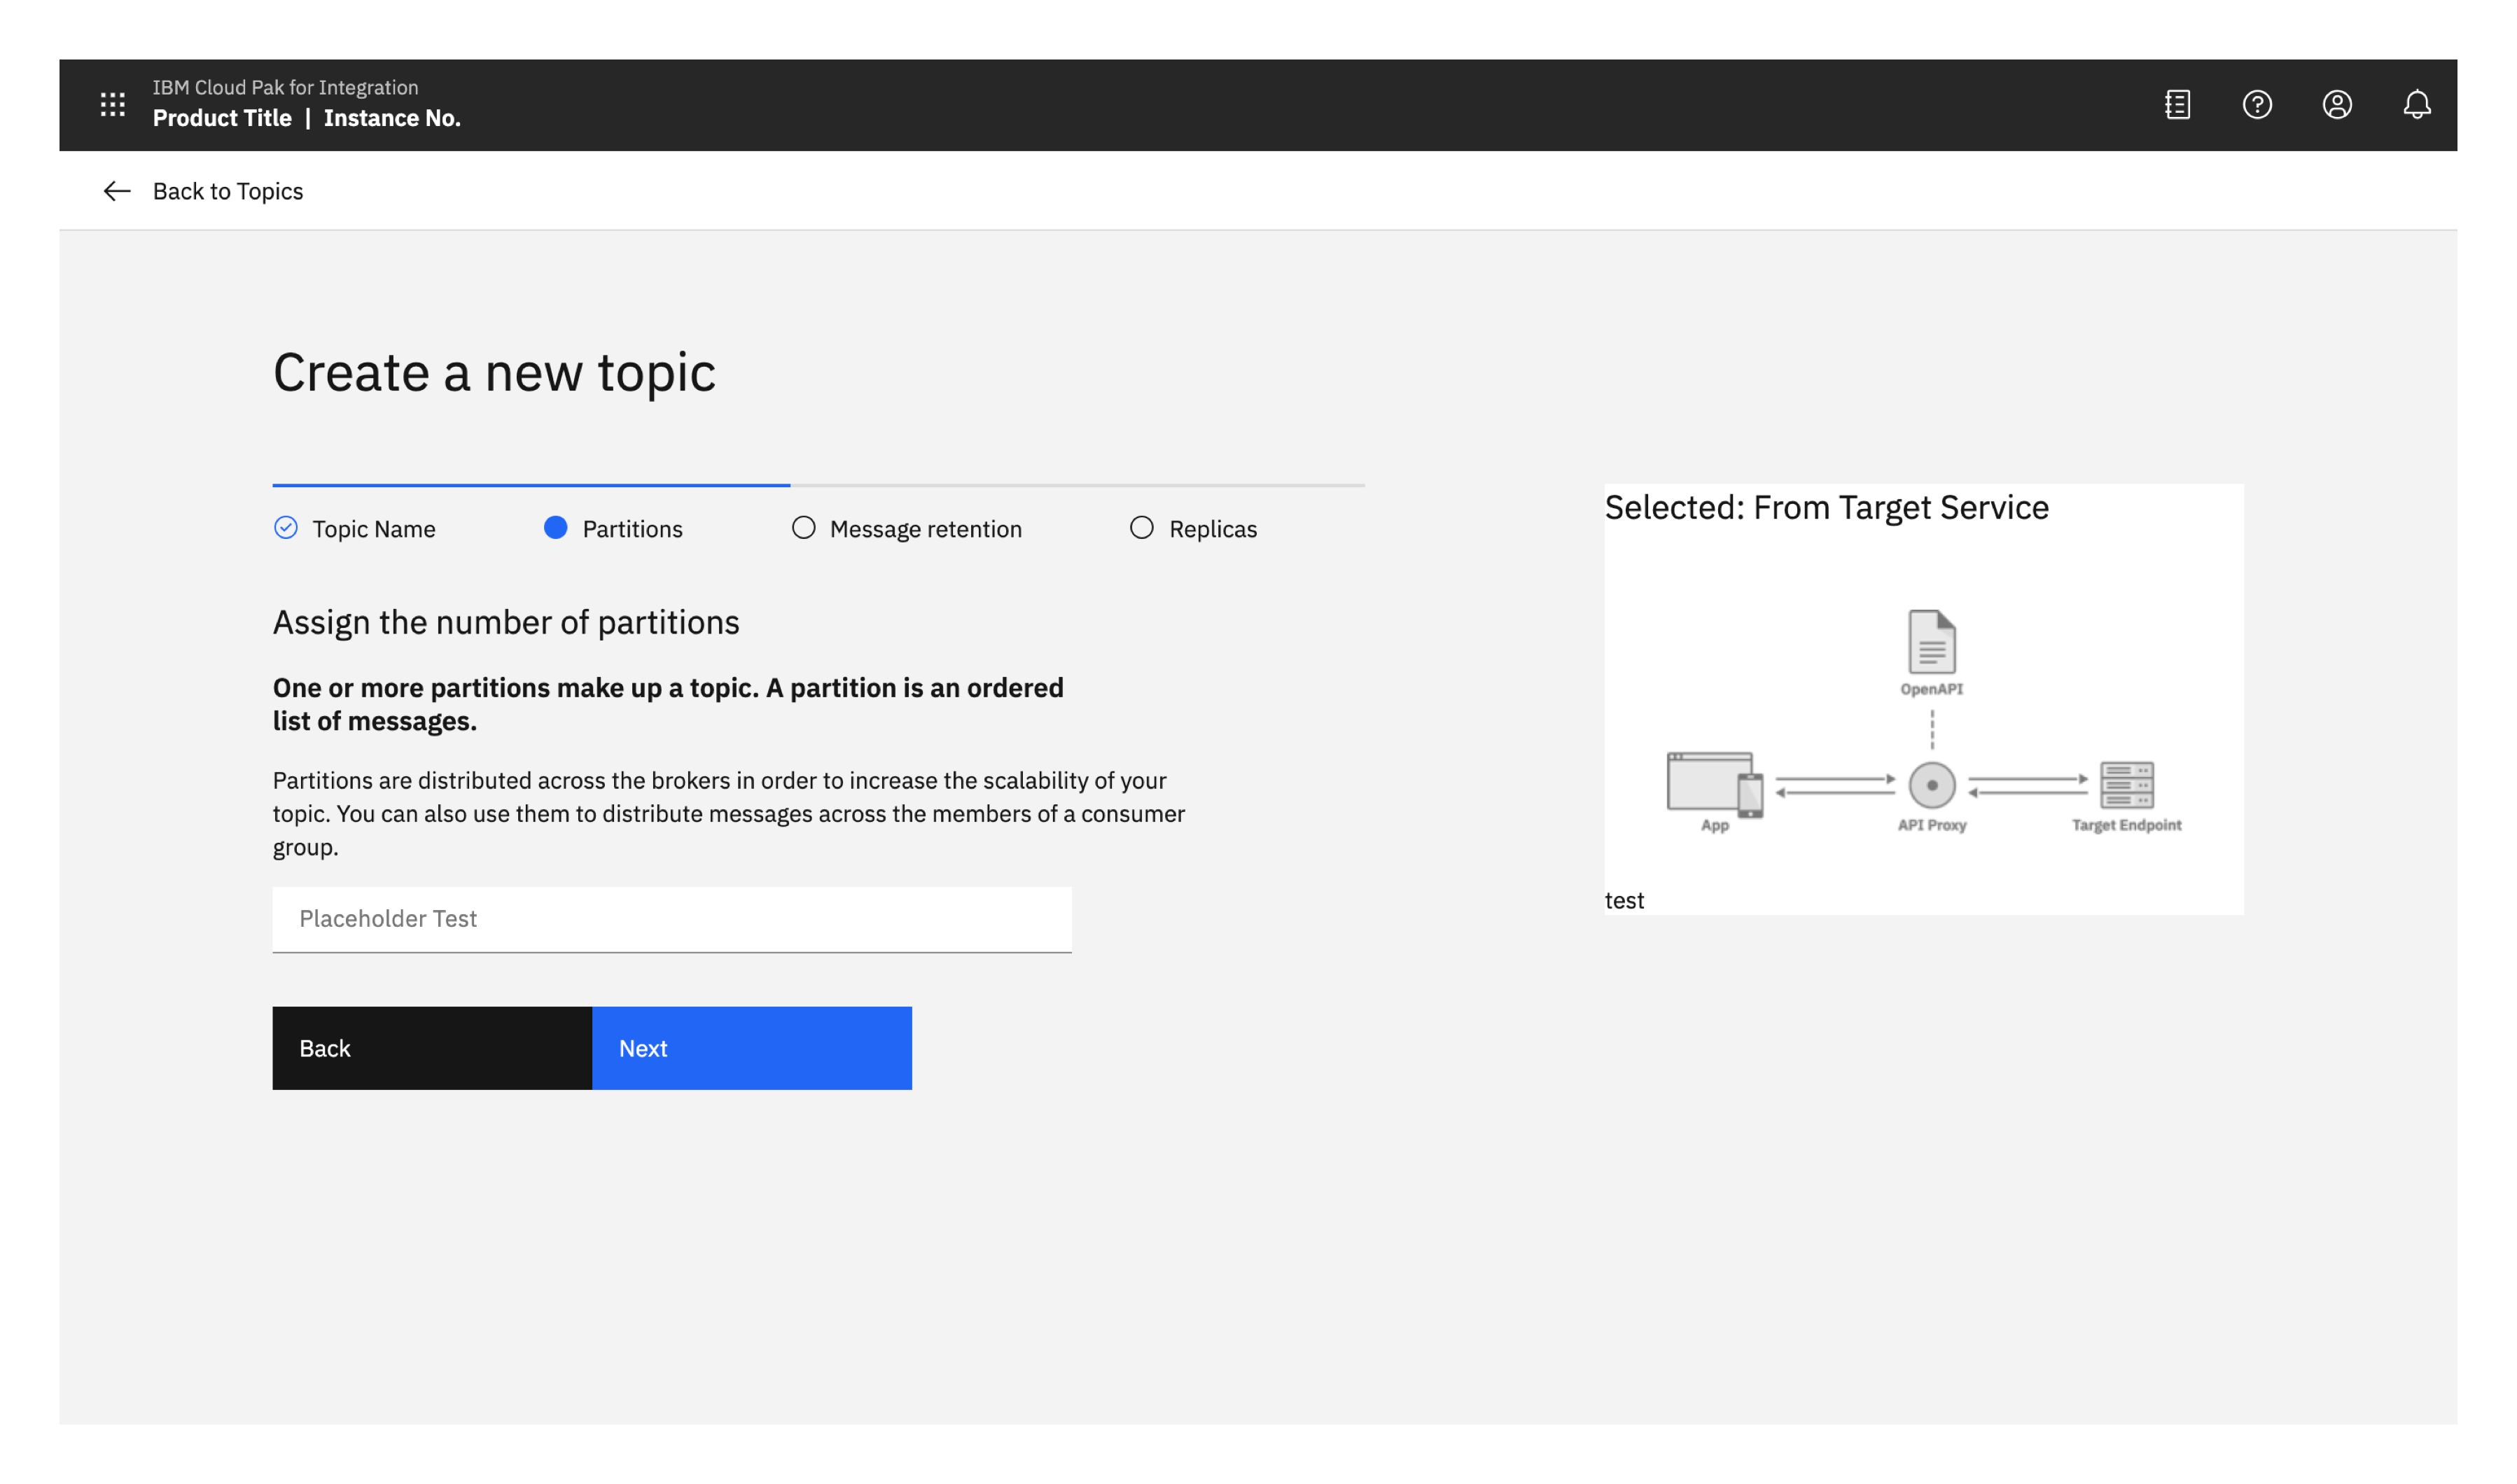 IBM Cloud Pak for Integration
Product Title | Instance No.
Back to Topics
Create a new topic
Topic Name
Partitions
Message retention
Replicas
Assign the number of partitions
One or more partitions make up a topic. A partition is an ordered
list of messages.
Partitions are distributed across the brokers in order to increase the scalability of your
topic. You can also use them to distribute messages across the members of a consumer
group.
Placeholder Test
Back
Next
Selected: From Target Service
OpenAPI
App
API Proxy
Target Endpoint
test